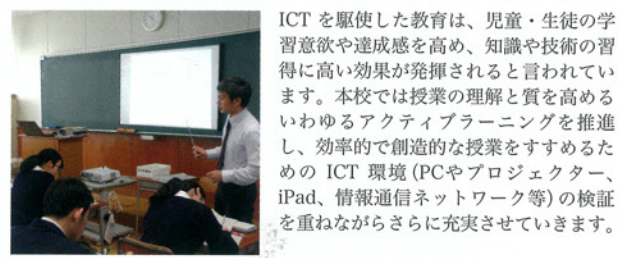 ICT を駆使した教育は、児童・生徒の学
習意欲や達成感を高め、知識や技術の習
得に高い効果が発揮されると言われてい
ます。本校では授業の理解と質を高める
いわゆるアクティブラーニングを推進
し、効率的で創造的な授業をすすめるた
めの ICT 環境(PCやプロジェクター、
iPad、情報通信ネットワーク等)の検証
を重ねながらさらに充実させていきます。